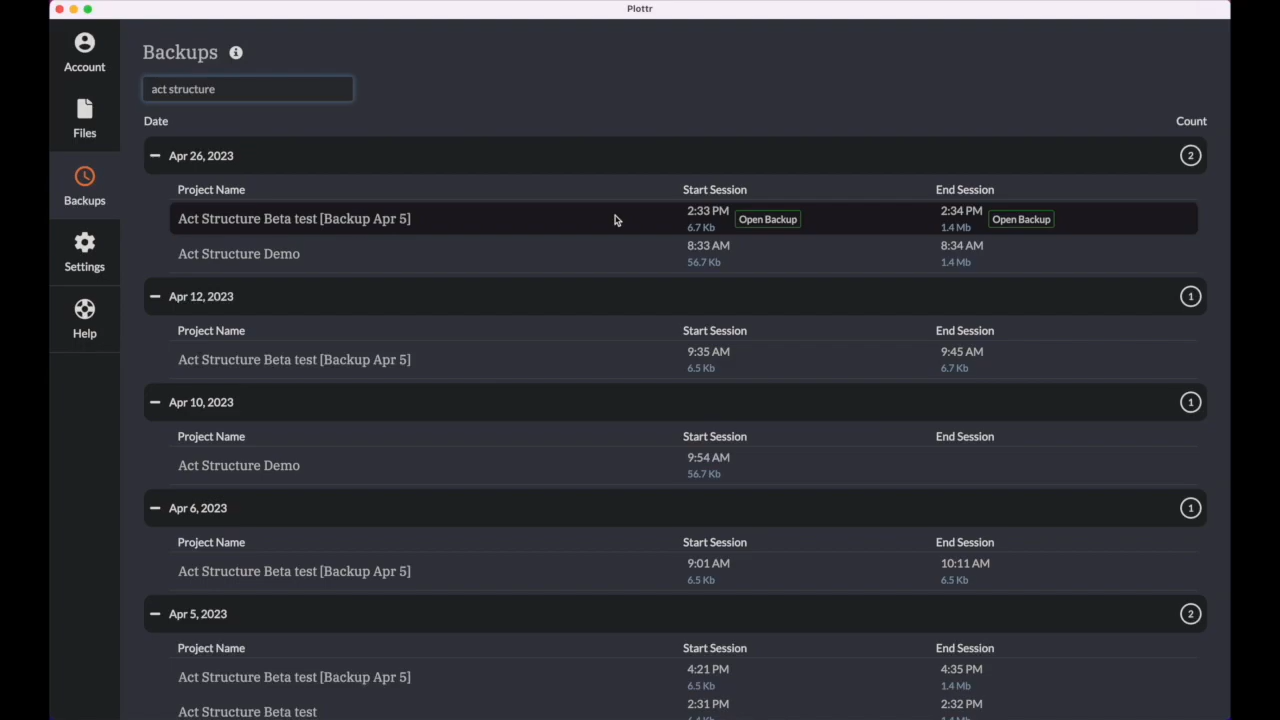 Plottr
Account
Files
Backups
Settings
Help
Backups
act structure
Date Count
Apr 26, 2023 2
Project Name Start Session End Session
Act Structure Beta test [Backup Apr 5] 2:33 PM Open Backup 2:34 PM Open Backup
6.7 Kb 1.4 Mb
Act Structure Demo 8:33 AM 8:34 AM
56.7 Kb 1.4 Mb
Apr 12, 2023 1
Project Name Start Session End Session
Act Structure Beta test [Backup Apr 5] 9:35 AM 9:45 AM
6.5 Kb 6.7 Kb
Apr 10, 2023 1
Project Name Start Session End Session
Act Structure Demo 9:54 AM
56.7 Kb
Apr 6, 2023 1
Project Name Start Session End Session
Act Structure Beta test [Backup Apr 5] 9:01 AM 10:11 AM
6.5 Kb 6.5 Kb
Apr 5, 2023 2
Project Name Start Session End Session
Act Structure Beta test [Backup Apr 5] 4:21 PM 4:35 PM
6.5 Kb 1.4 Mb
Act Structure Beta test 2:31 PM 2:32 PM